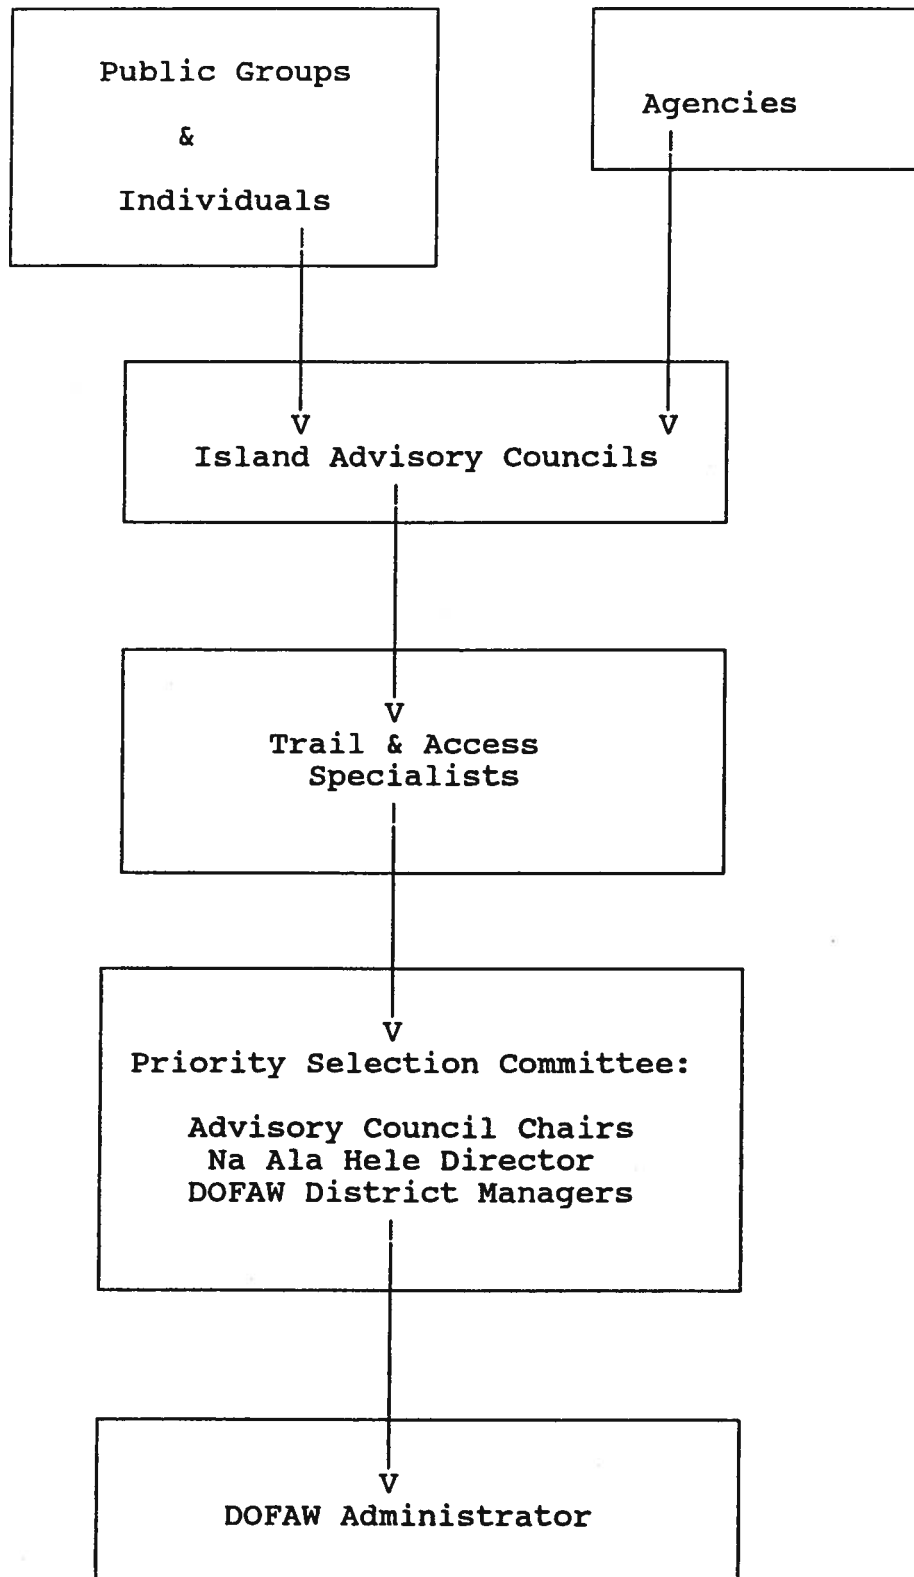 Public Groups
&
Individuals
Agencies
V V
Island Advisory Councils
V
Trail & Access
Specialists
V
Priority Selection Committee:
Advisory Council Chairs
Na Ala Hele Director
DOFAW District Managers
V
DOFAW Administrator